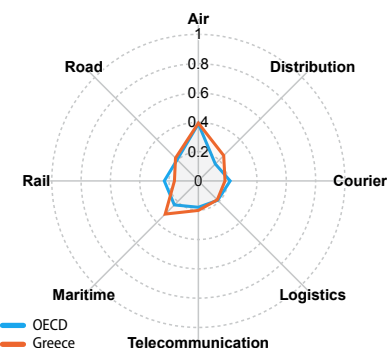 Air
1
Road
0.8
Distribution
0.6
0.4
0.2
Rail
0
Courier
Maritime
Logistics
OECD
Greece
Telecommunication